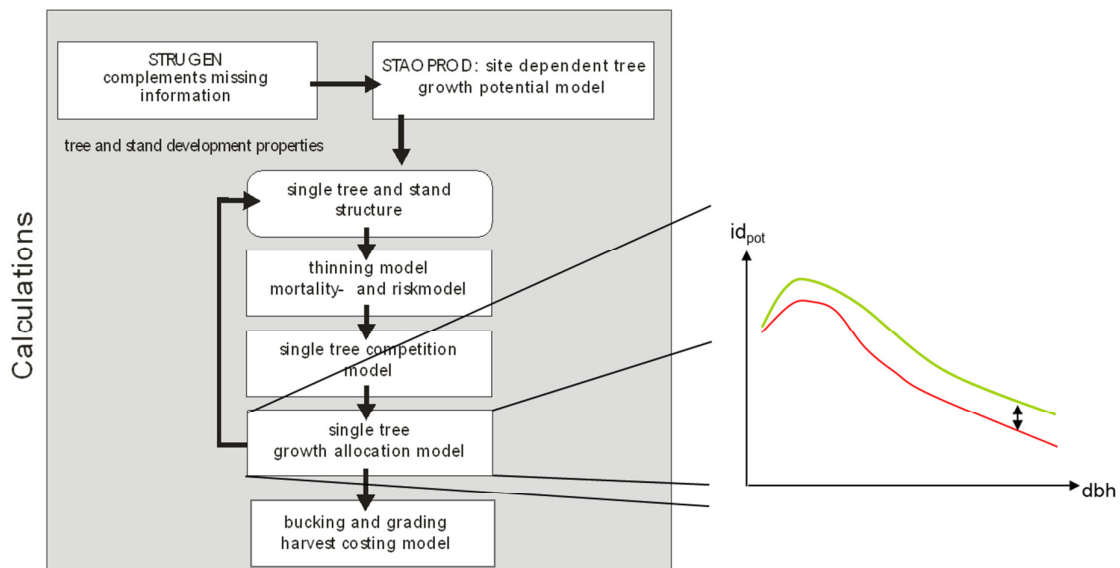 STRUGEN
complements missing
information
STAOPROD: site dependent tree
growth potential model
tree and stand development properties
single tree and stand
structure
thinning model
mortality- and riskmodel
single tree competition
model
single tree
growth allocation model
bucking and grading
harvest costing model
Calculations
id_pot
dbh